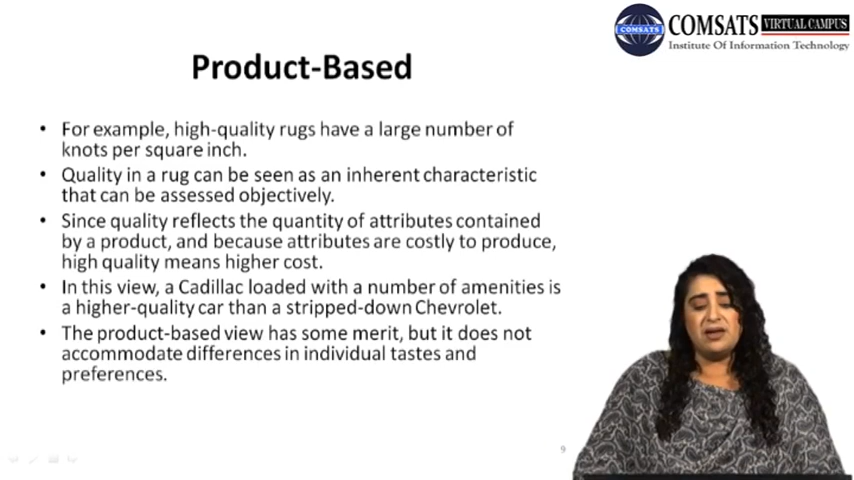 COMSATS VIRTUAL CAMPUS
COMSATS
Institute Of Information Technology
Product-Based
• For example, high-quality rugs have a large number of
knots per square inch.
• Quality in a rug can be seen as an inherent characteristic
that can be assessed objectively.
• Since quality reflects the quantity of attributes contained
by a product, and because attributes are costly to produce,
high quality means higher cost.
• In this view, a Cadillac loaded with a number of amenities is
a higher-quality car than a stripped-down Chevrolet.
• The product-based view has some merit, but it does not
accommodate differences in individual tastes and
preferences.
9